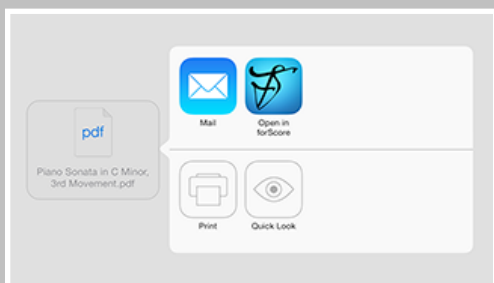 pdf
Piano Sonata in C Minor,
3rd Movement.pdf
Mail
Open in
forScore
Print
Quick Look